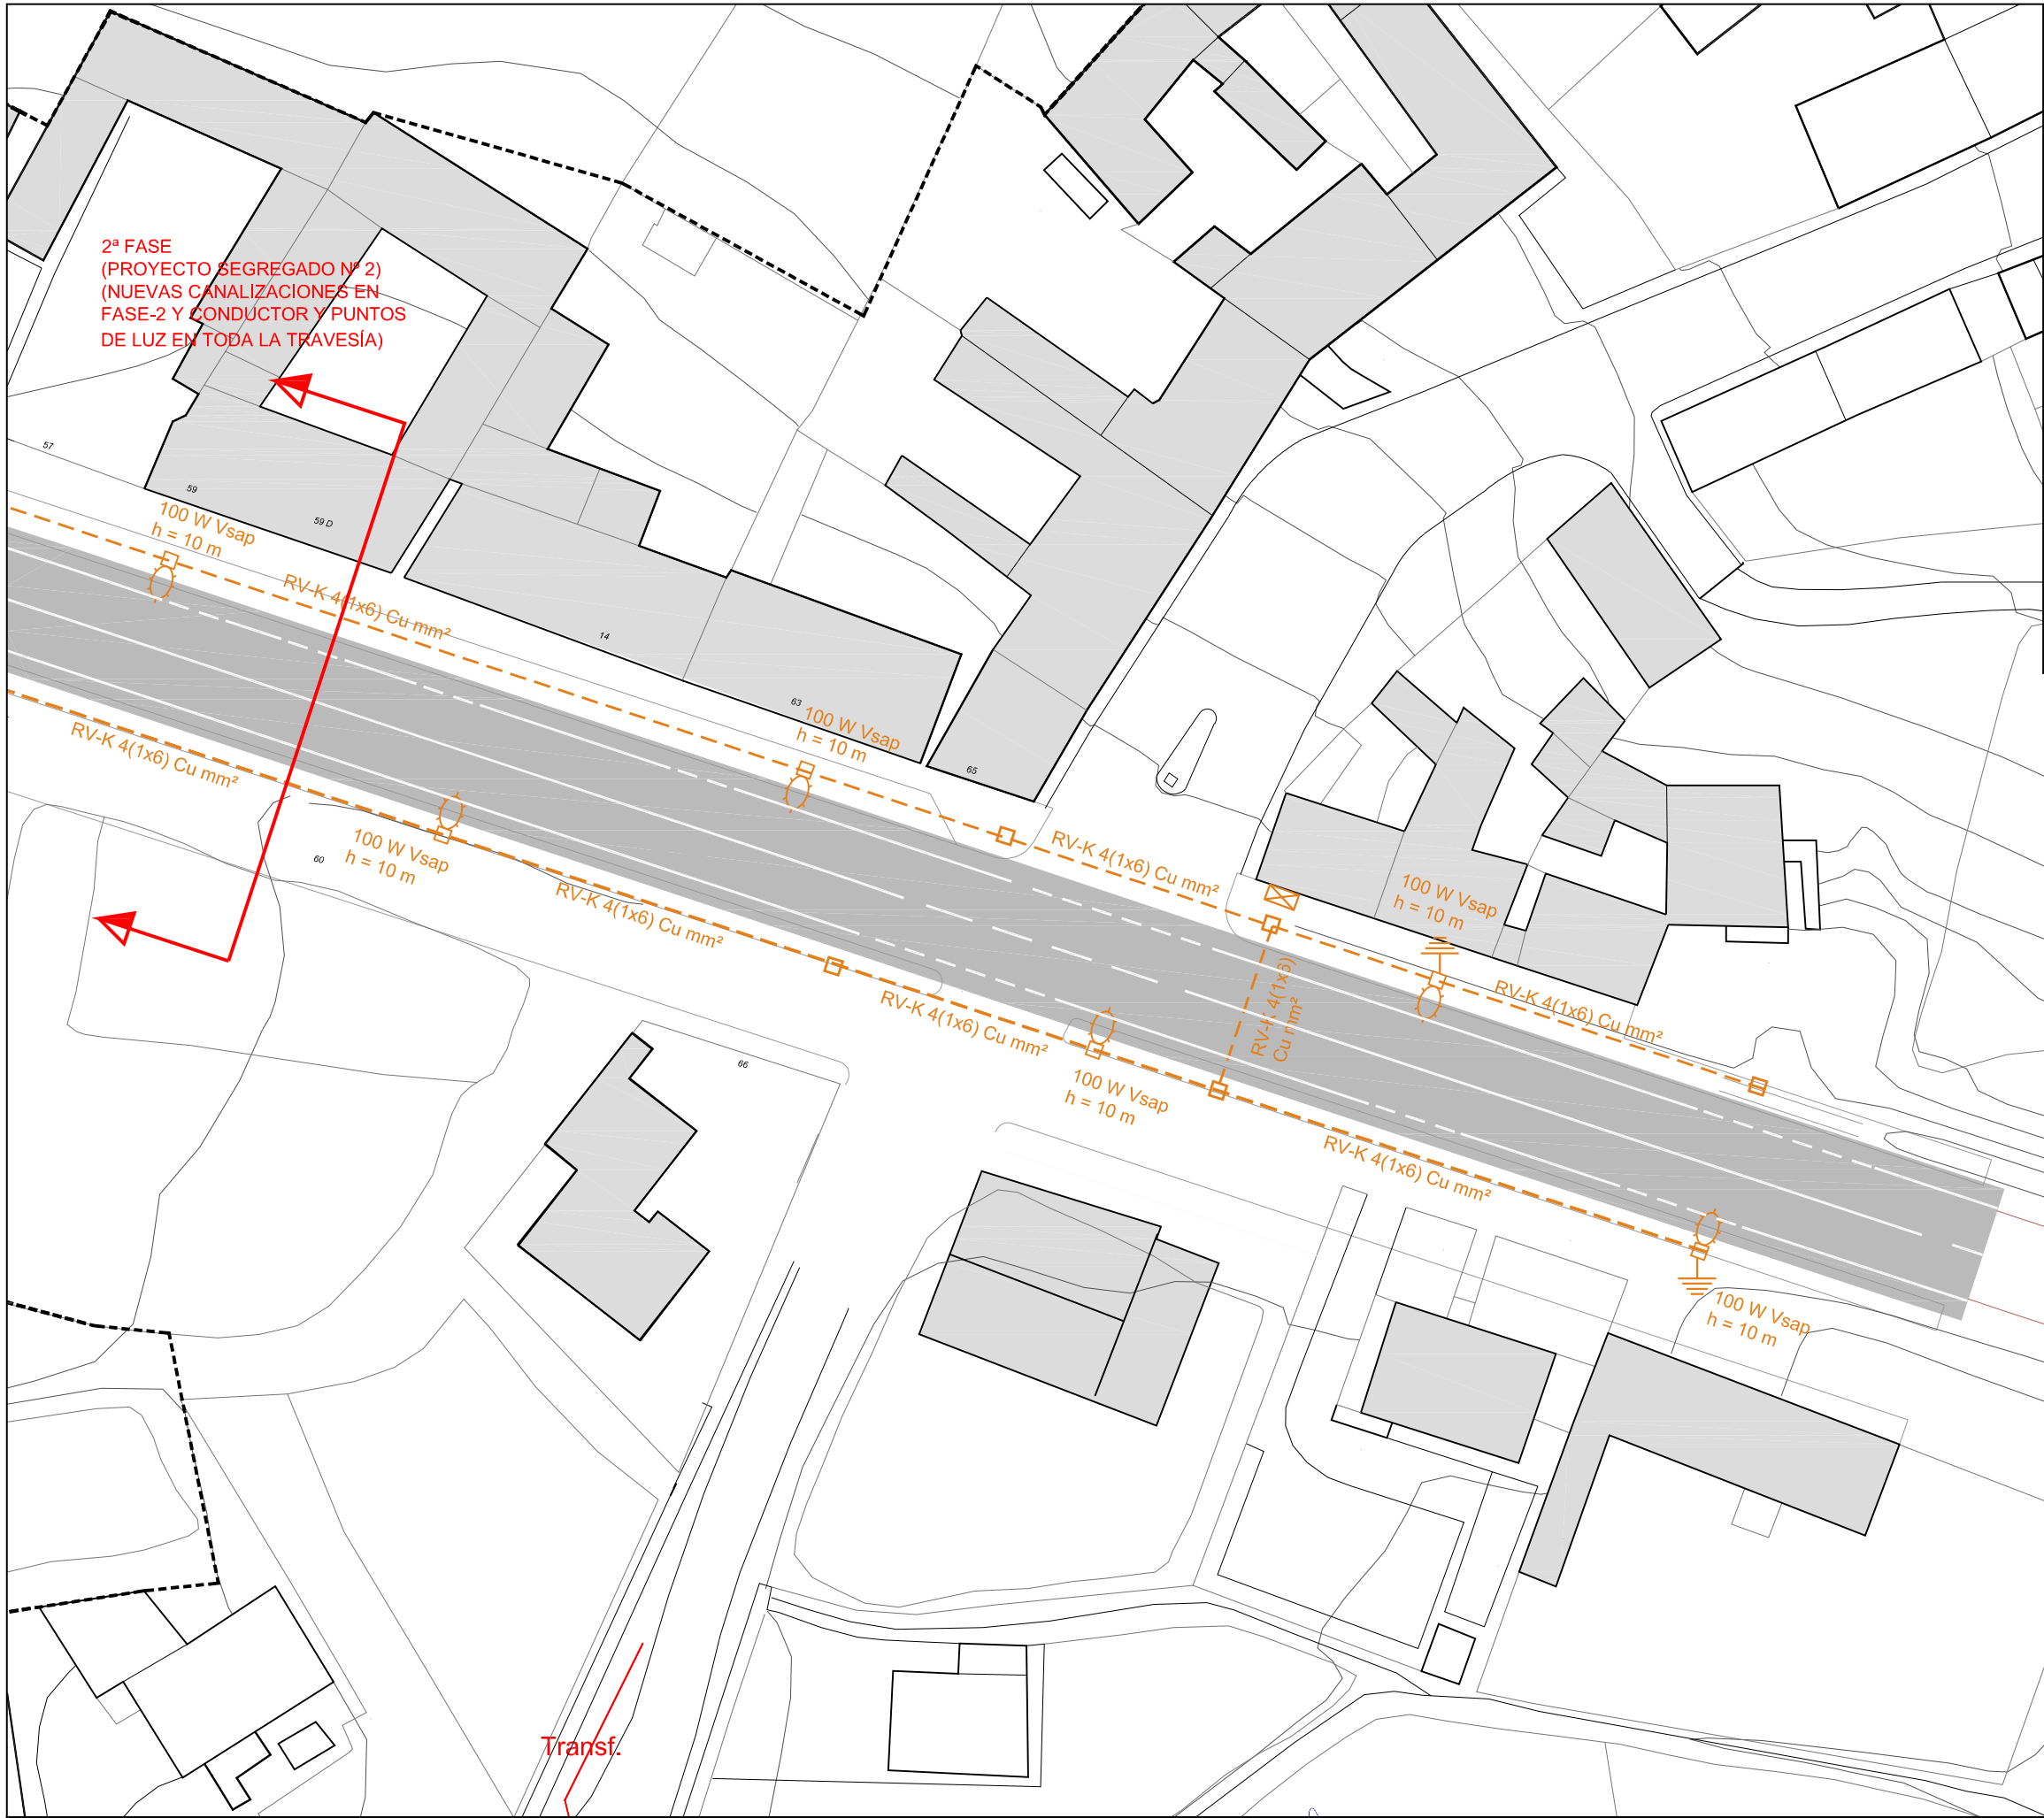 2ª FASE
(PROYECTO SEGREGADO Nº 2)
(NUEVAS CANALIZACIONES EN
FASE-2 Y CONDUCTOR Y PUNTOS
DE LUZ EN TODA LA TRAVESÍA)
57
59
59 D
100 W Vsap
h = 10 m
RV-K 4(1x6) Cu mm²
14
63
100 W Vsap
h = 10 m
65
RV-K 4(1x6) Cu mm²
RV-K 4(1x6) Cu mm²
100 W Vsap
h = 10 m
60
100 W Vsap
h = 10 m
RV-K 4(1x6) Cu mm²
RV-K 4(1x6)
Cu mm²
RV-K 4(1x6) Cu mm²
RV-K 4(1x6) Cu mm²
66
100 W Vsap
h = 10 m
RV-K 4(1x6) Cu mm²
100 W Vsap
h = 10 m
Transf.